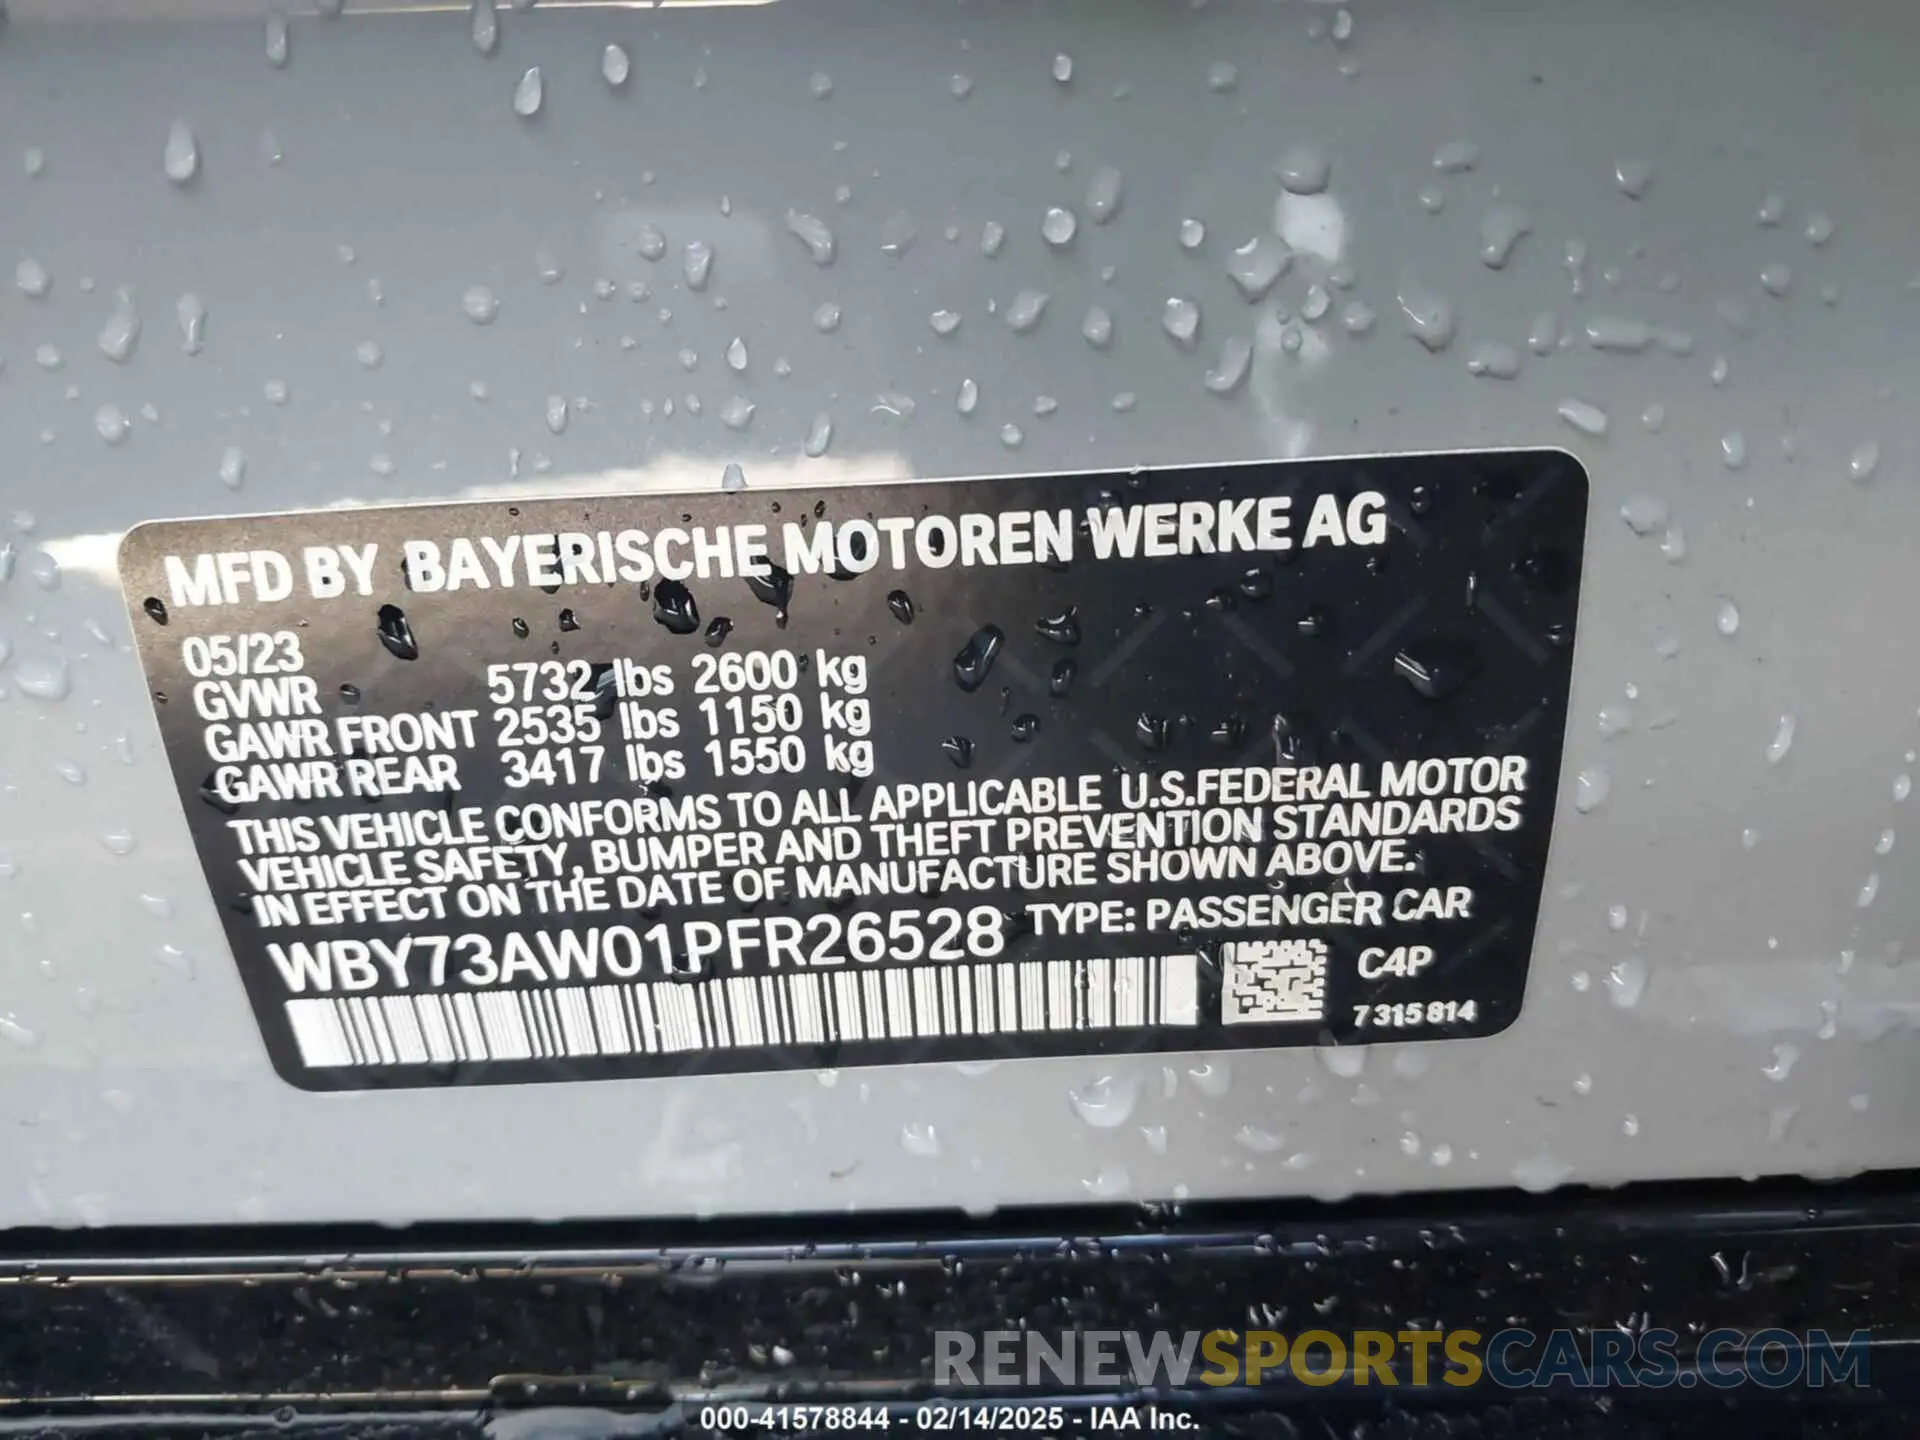 MFD BY BAYERISCHE MOTOREN WERKE AG
05/23
GVWR 5732 lbs 2600 kg
GAWR FRONT 2535 lbs 1150 kg
GAWR REAR 3417 lbs 1550 kg
THIS VEHICLE CONFORMS TO ALL APPLICABLE U.S.FEDERAL MOTOR
VEHICLE SAFETY, BUMPER AND THEFT PREVENTION STANDARDS
IN EFFECT ON THE DATE OF MANUFACTURE SHOWN ABOVE.
WBY73AW01PFR26528 TYPE: PASSENGER CAR
C4P
7315814
RENEWSPORTSCARS.COM
000-41578844 - 02/14/2025 - IAA Inc.